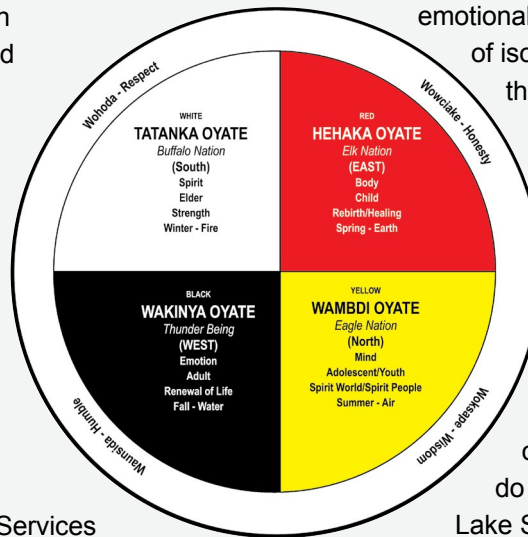 emotional
of iso
th
Wohoda - Respect
Wowciake - Honesty
WHITE
TATANKA OYATE
Buffalo Nation
(South)
Spirit
Elder
Strength
Winter - Fire
RED
HEHAKA OYATE
Elk Nation
(EAST)
Body
Child
Rebirth/Healing
Spring - Earth
BLACK
WAKINYA OYATE
Thunder Being
(WEST)
Emotion
Adult
Renewal of Life
Fall - Water
YELLOW
WAMBDI OYATE
Eagle Nation
(North)
Mind
Adolescent/Youth
Spirit World/Spirit People
Summer - Air
Waunsida - Humble
Woksape - Wisdom
do
Services
Lake S